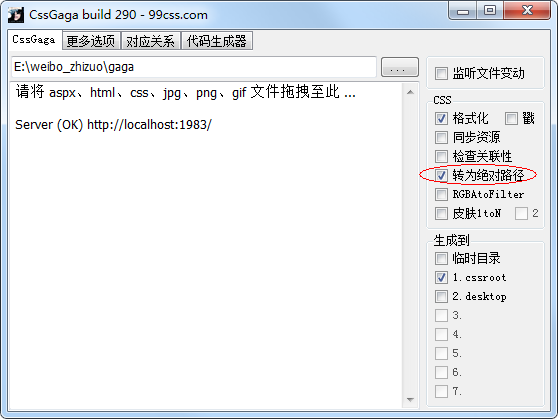 CssGaga build 290 - 99css.com
CssGaga 更多选项 对应关系 代码生成器
E:\weibo_zhizuo\gaga ...
请将 aspx、html、css、jpg、png、gif 文件拖拽至此 ...
Server (OK) http://localhost:1983/
监听文件变动
CSS
格式化 戳
同步资源
检查关联性
转为绝对路径
RGBAtoFilter
皮肤1toN 2
生成到
临时目录
1.cssroot
2.desktop
3.
4.
5.
6.
7.